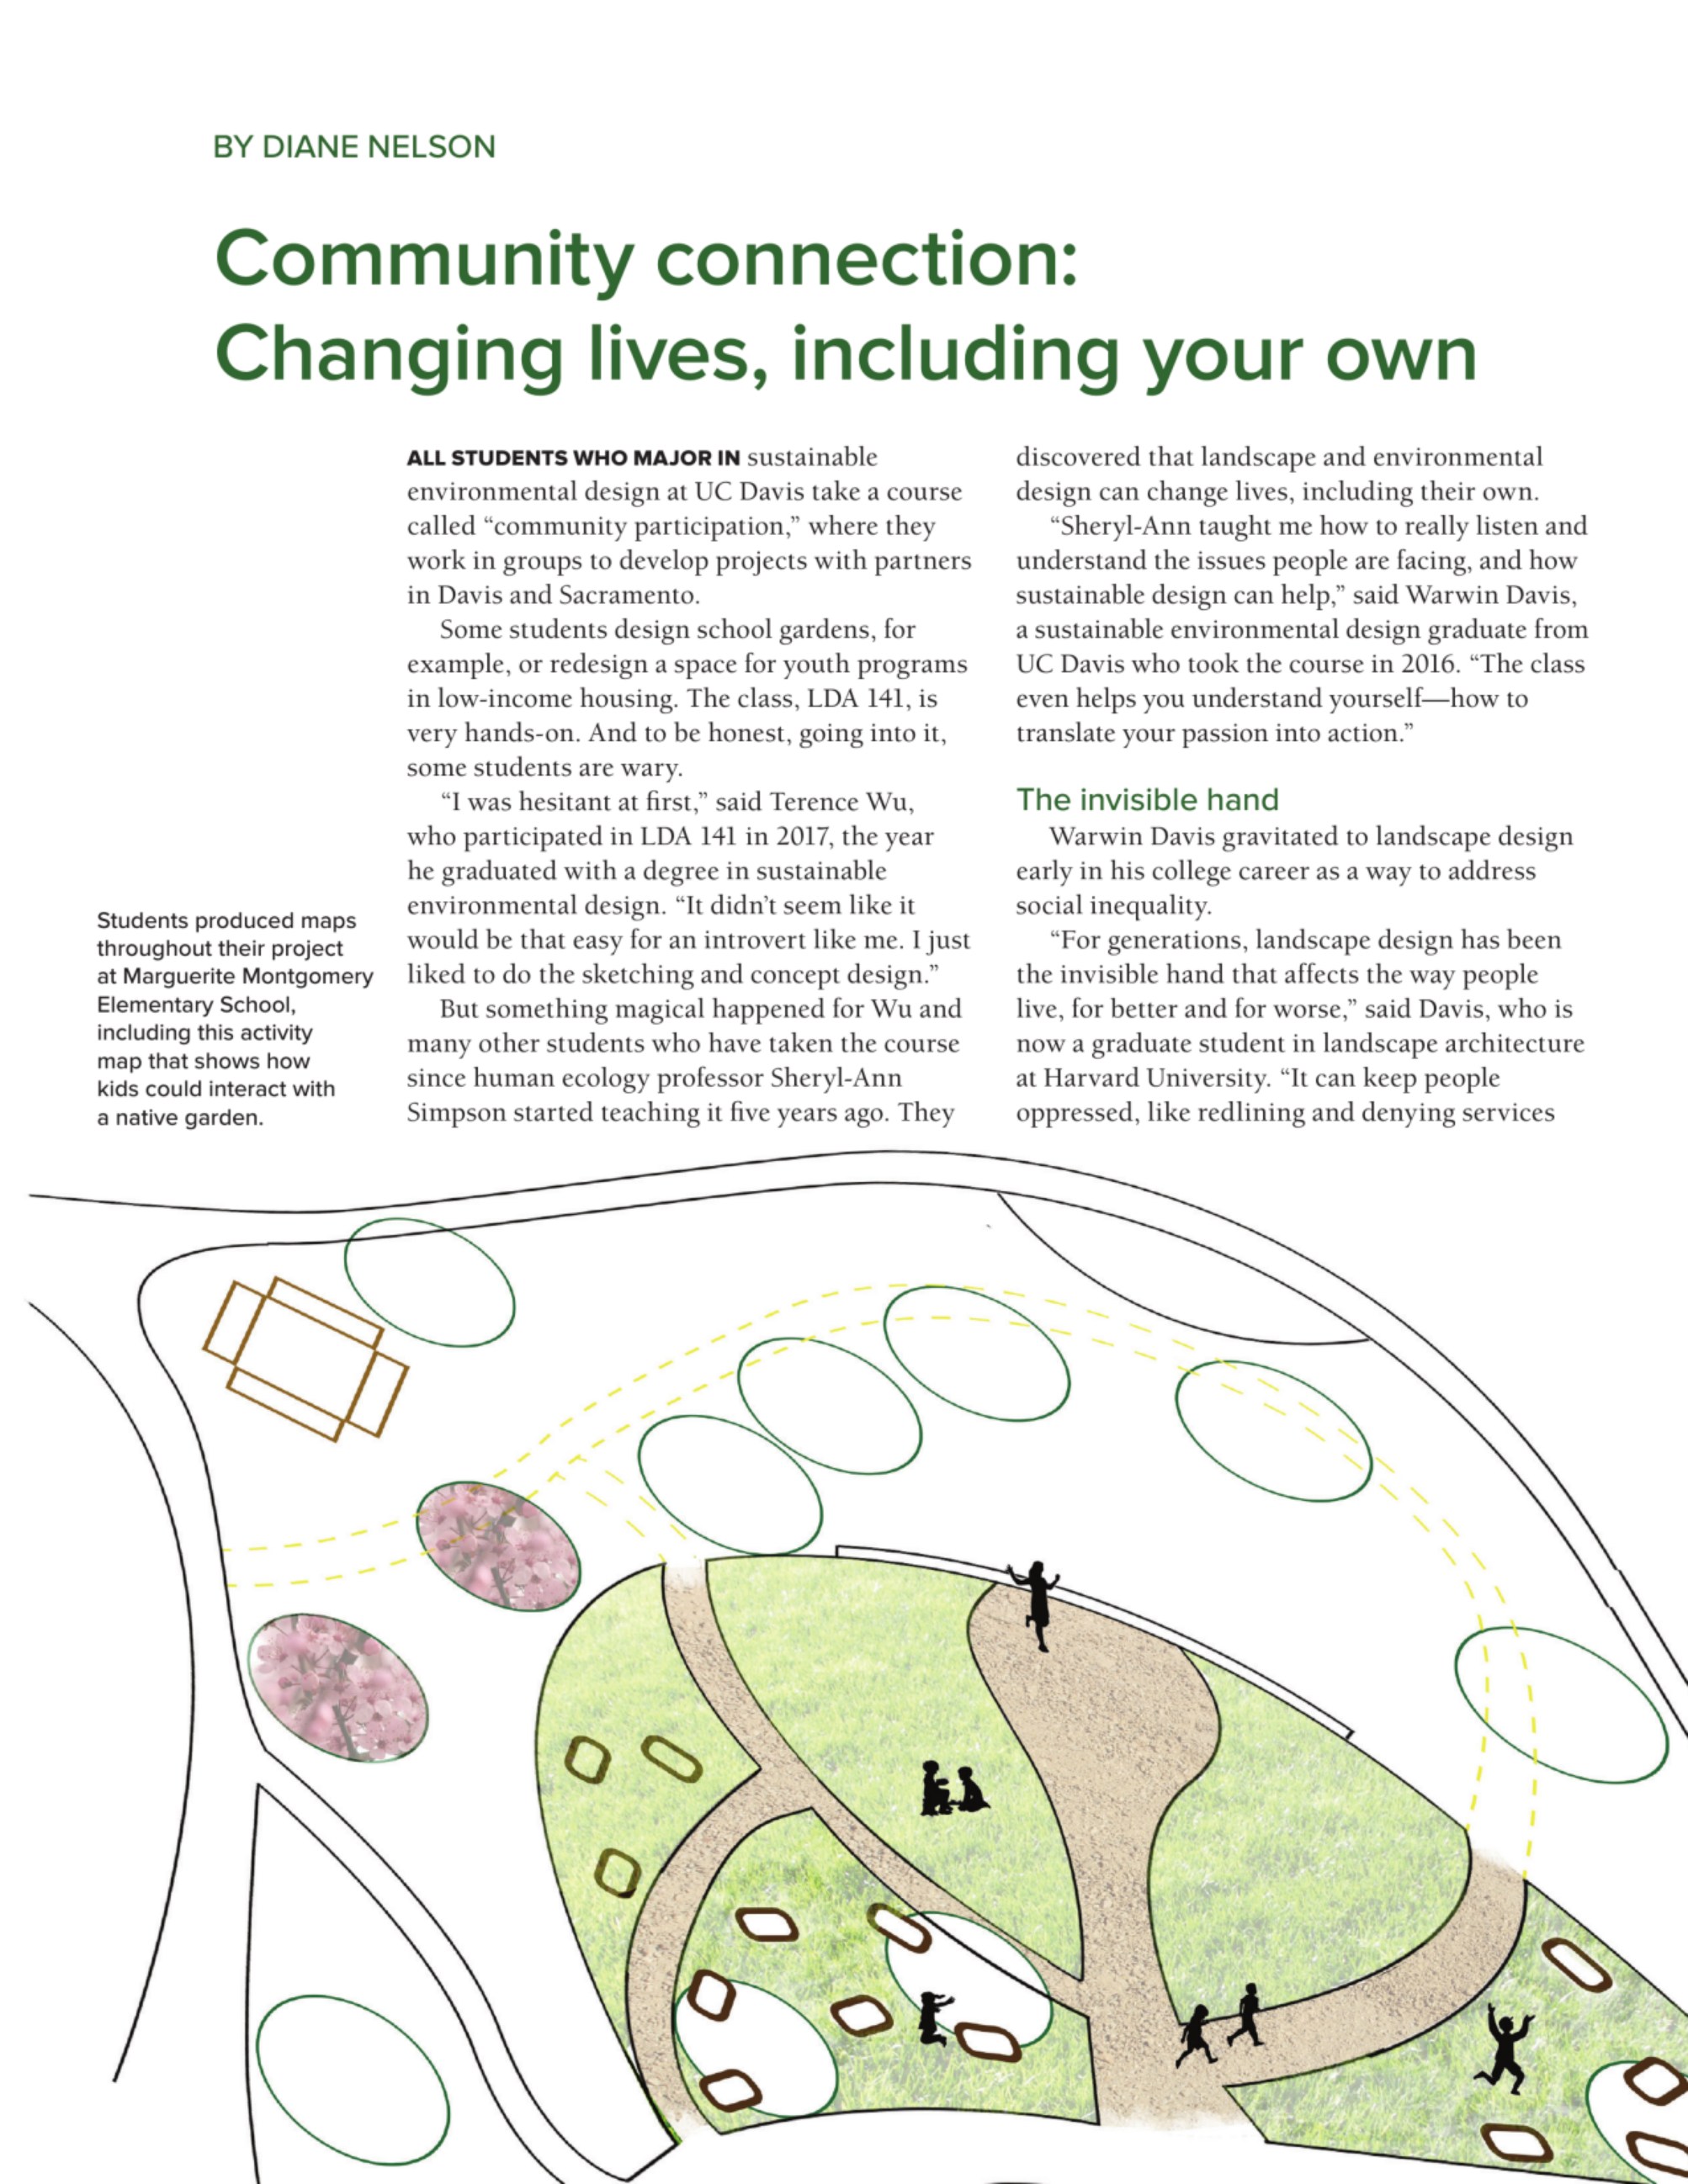 BY DIANE NELSON
Community connection:
Changing lives, including your own
ALL STUDENTS WHO MAJOR IN sustainable
environmental design at UC Davis take a course
called “community participation,” where they
work in groups to develop projects with partners
in Davis and Sacramento.
Some students design school gardens, for
example, or redesign a space for youth programs
in low-income housing. The class, LDA 141, is
very hands-on. And to be honest, going into it,
some students are wary.
“I was hesitant at first,” said Terence Wu,
who participated in LDA 141 in 2017, the year
he graduated with a degree in sustainable
environmental design. “It didn’t seem like it
would be that easy for an introvert like me. I just
liked to do the sketching and concept design.”
But something magical happened for Wu and
many other students who have taken the course
since human ecology professor Sheryl-Ann
Simpson started teaching it five years ago. They
discovered that landscape and environmental
design can change lives, including their own.
“Sheryl-Ann taught me how to really listen and
understand the issues people are facing, and how
sustainable design can help,” said Warwin Davis,
a sustainable environmental design graduate from
UC Davis who took the course in 2016. “The class
even helps you understand yourself—how to
translate your passion into action.”
The invisible hand
Warwin Davis gravitated to landscape design
early in his college career as a way to address
social inequality.
“For generations, landscape design has been
the invisible hand that affects the way people
live, for better and for worse,” said Davis, who is
now a graduate student in landscape architecture
at Harvard University. “It can keep people
oppressed, like redlining and denying services
Students produced maps
throughout their project
at Marguerite Montgomery
Elementary School,
including this activity
map that shows how
kids could interact with
a native garden.